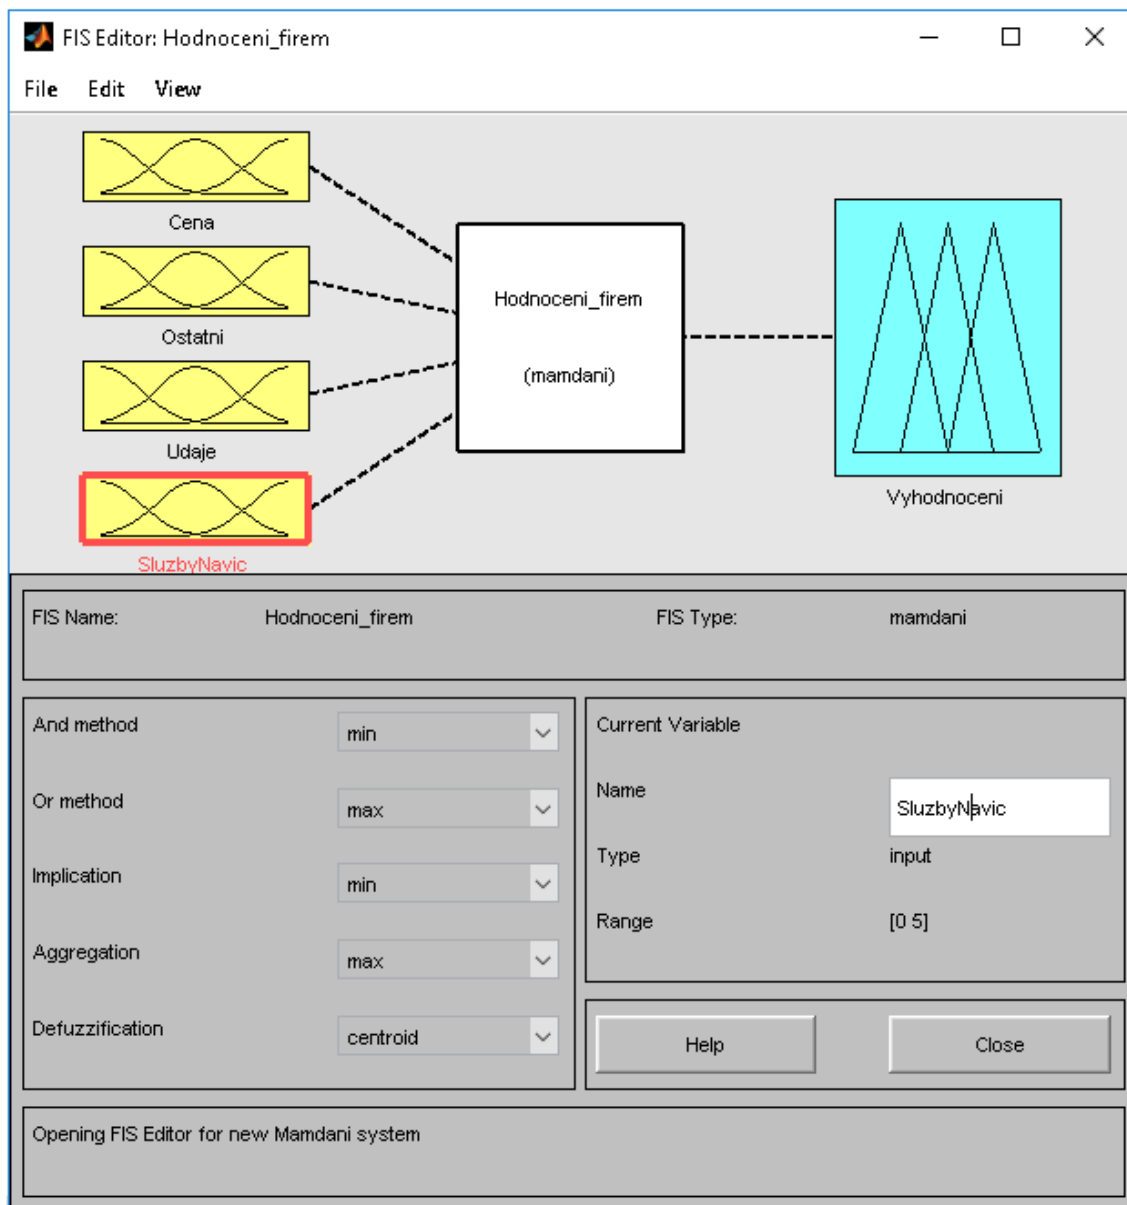 FIS Editor: Hodnoceni_firem
File Edit View
Cena
Ostatni
Udaje
SluzbyNavic
Hodnoceni_firem
(mamdani)
Vyhodnoceni
FIS Name: Hodnoceni_firem FIS Type: mamdani
And method min
Or method max
Implication min
Aggregation max
Defuzzification centroid
Current Variable
Name SluzbyNavic
Type input
Range [0 5]
Help Close
Opening FIS Editor for new Mamdani system